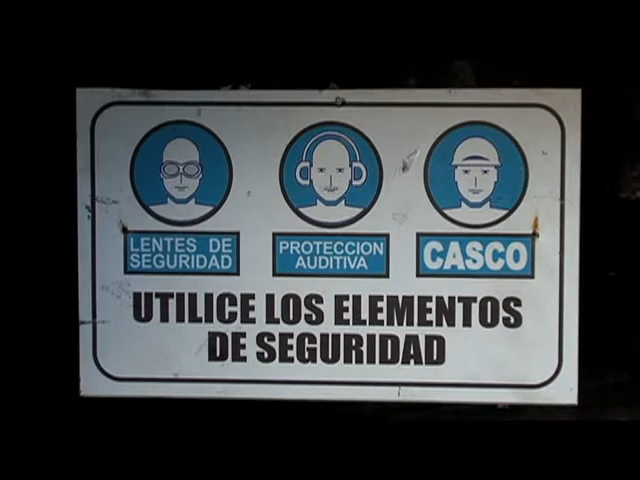 LENTES DE
SEGURIDAD
PROTECCION
AUDITIVA
CASCO
UTILICE LOS ELEMENTOS
DE SEGURIDAD